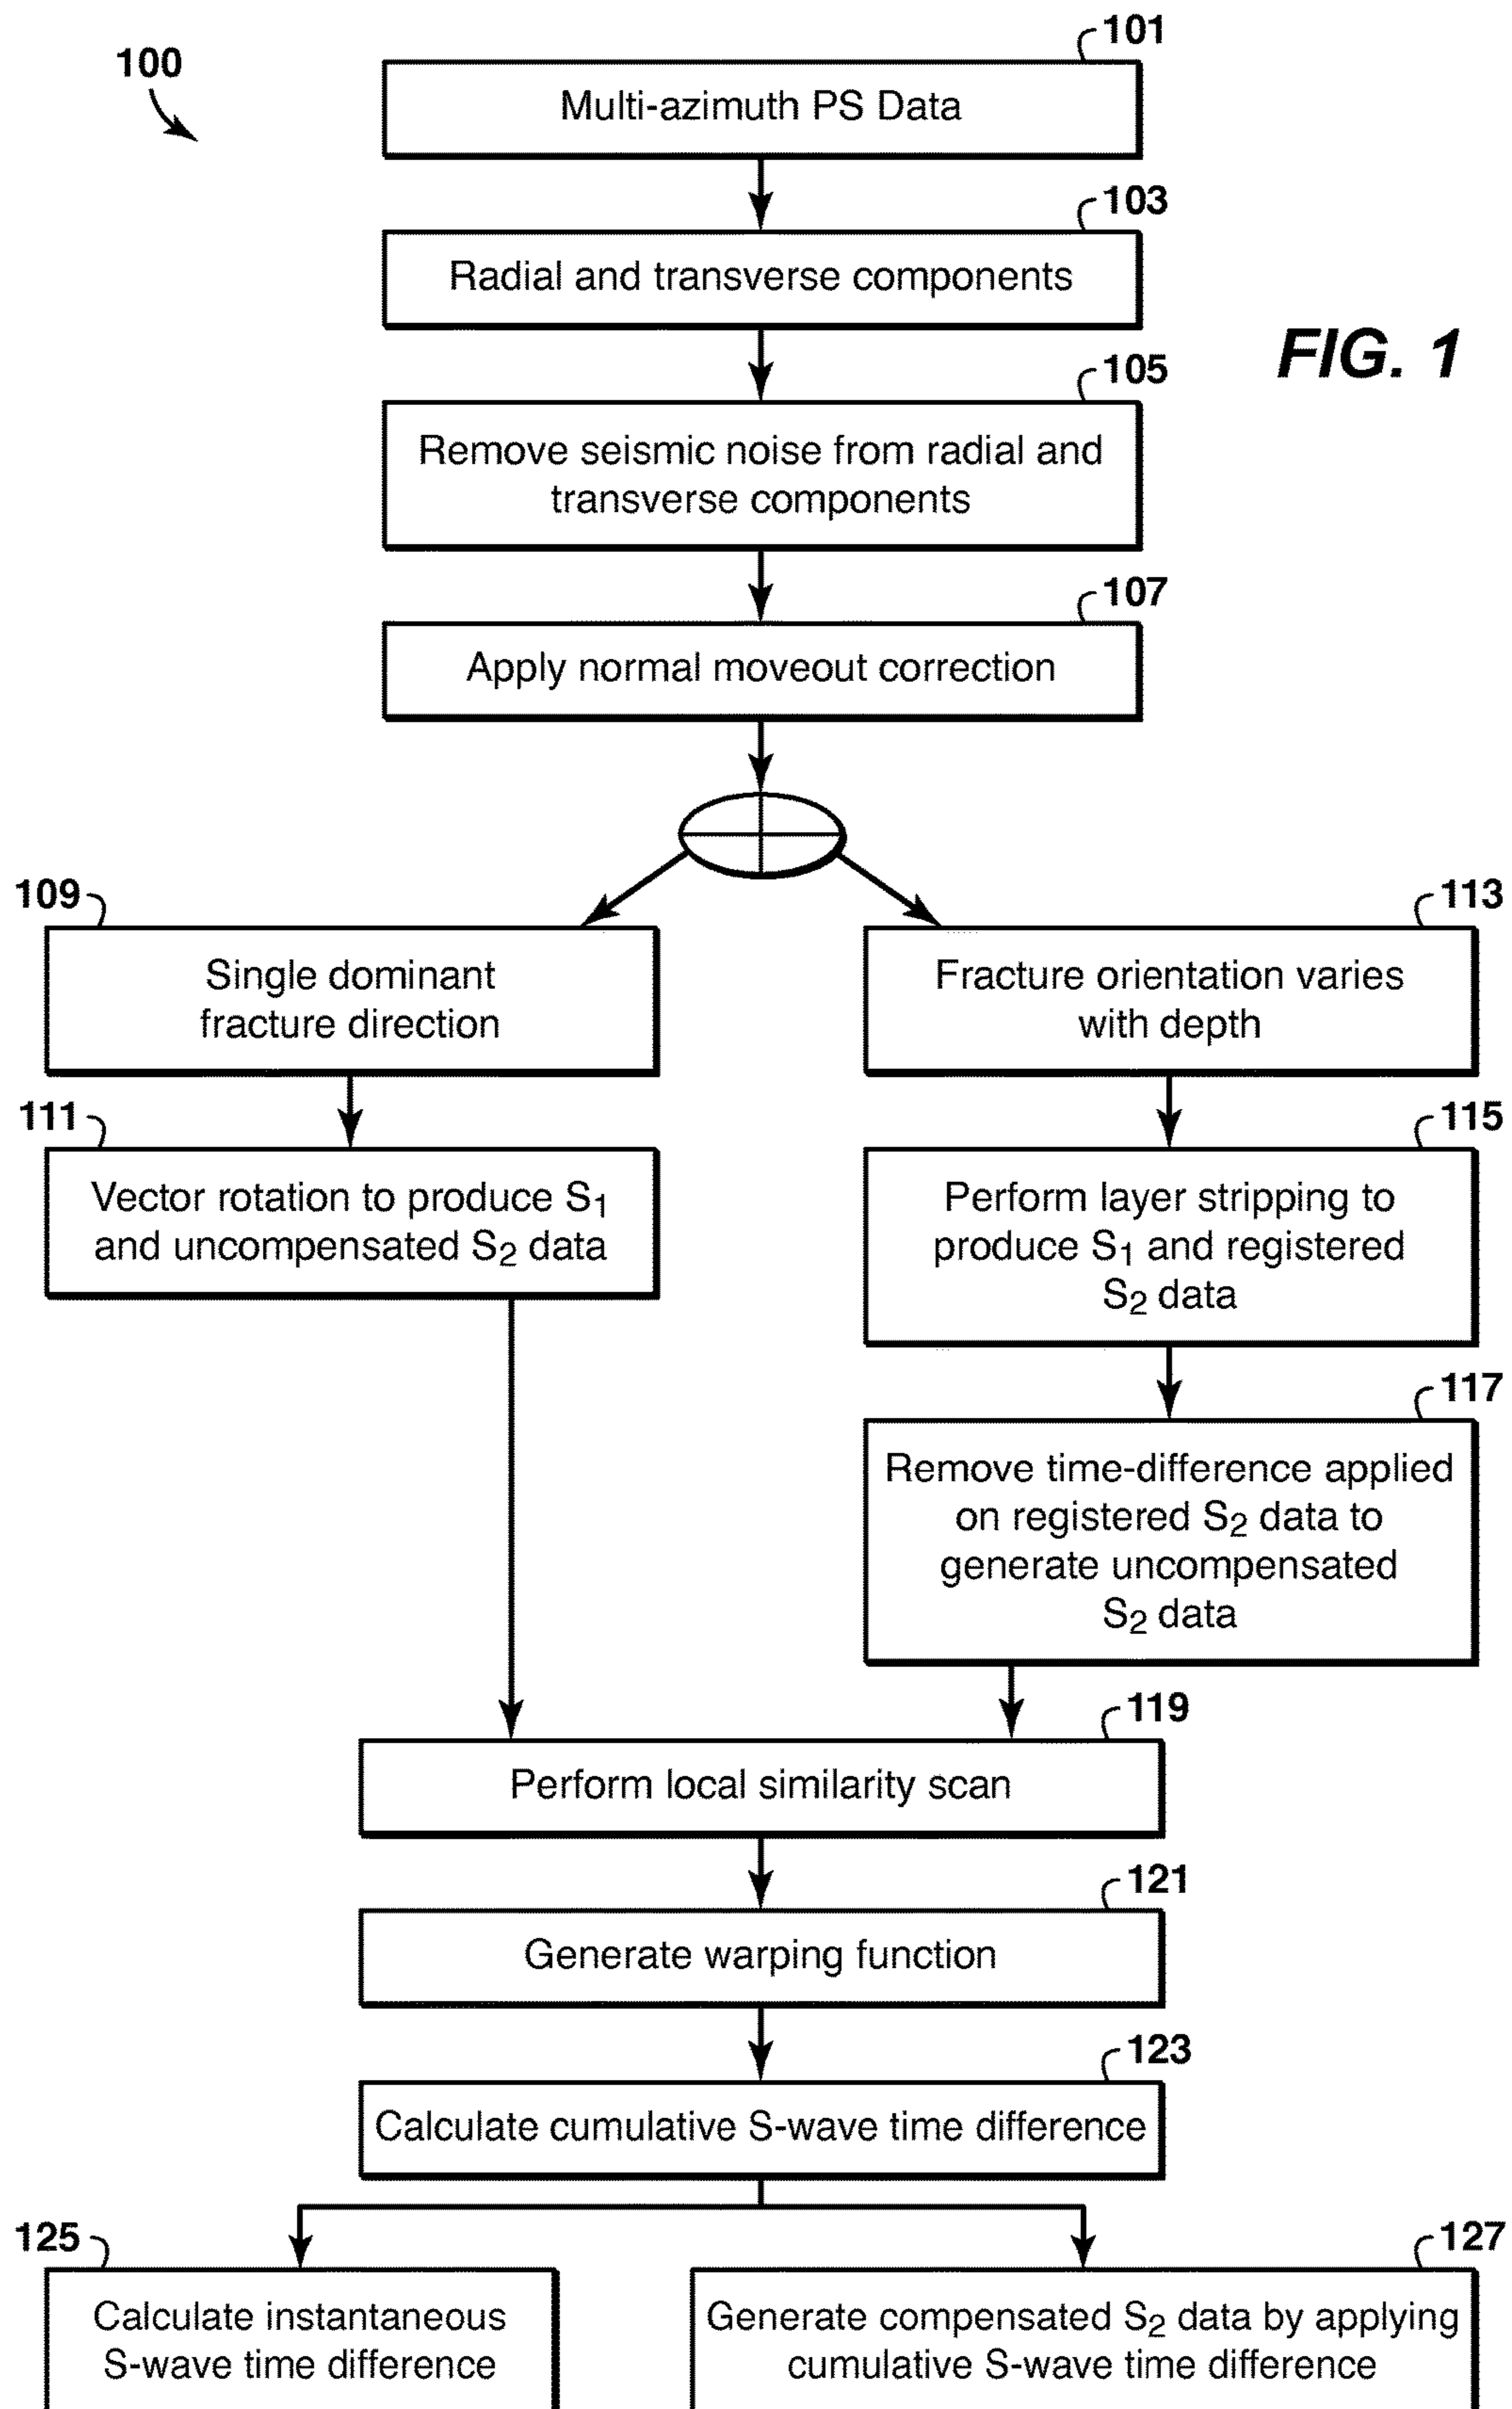 100
101
Multi-azimuth PS Data
103
Radial and transverse components
FIG. 1
105
Remove seismic noise from radial and
transverse components
107
Apply normal moveout correction
109
Single dominant
fracture direction
113
Fracture orientation varies
with depth
111
Vector rotation to produce S1
and uncompensated S2 data
115
Perform layer stripping to
produce S1 and registered
S2 data
117
Remove time-difference applied
on registered S2 data to
generate uncompensated
S2 data
119
Perform local similarity scan
121
Generate warping function
123
Calculate cumulative S-wave time difference
125
Calculate instantaneous
S-wave time difference
127
Generate compensated S2 data by applying
cumulative S-wave time difference